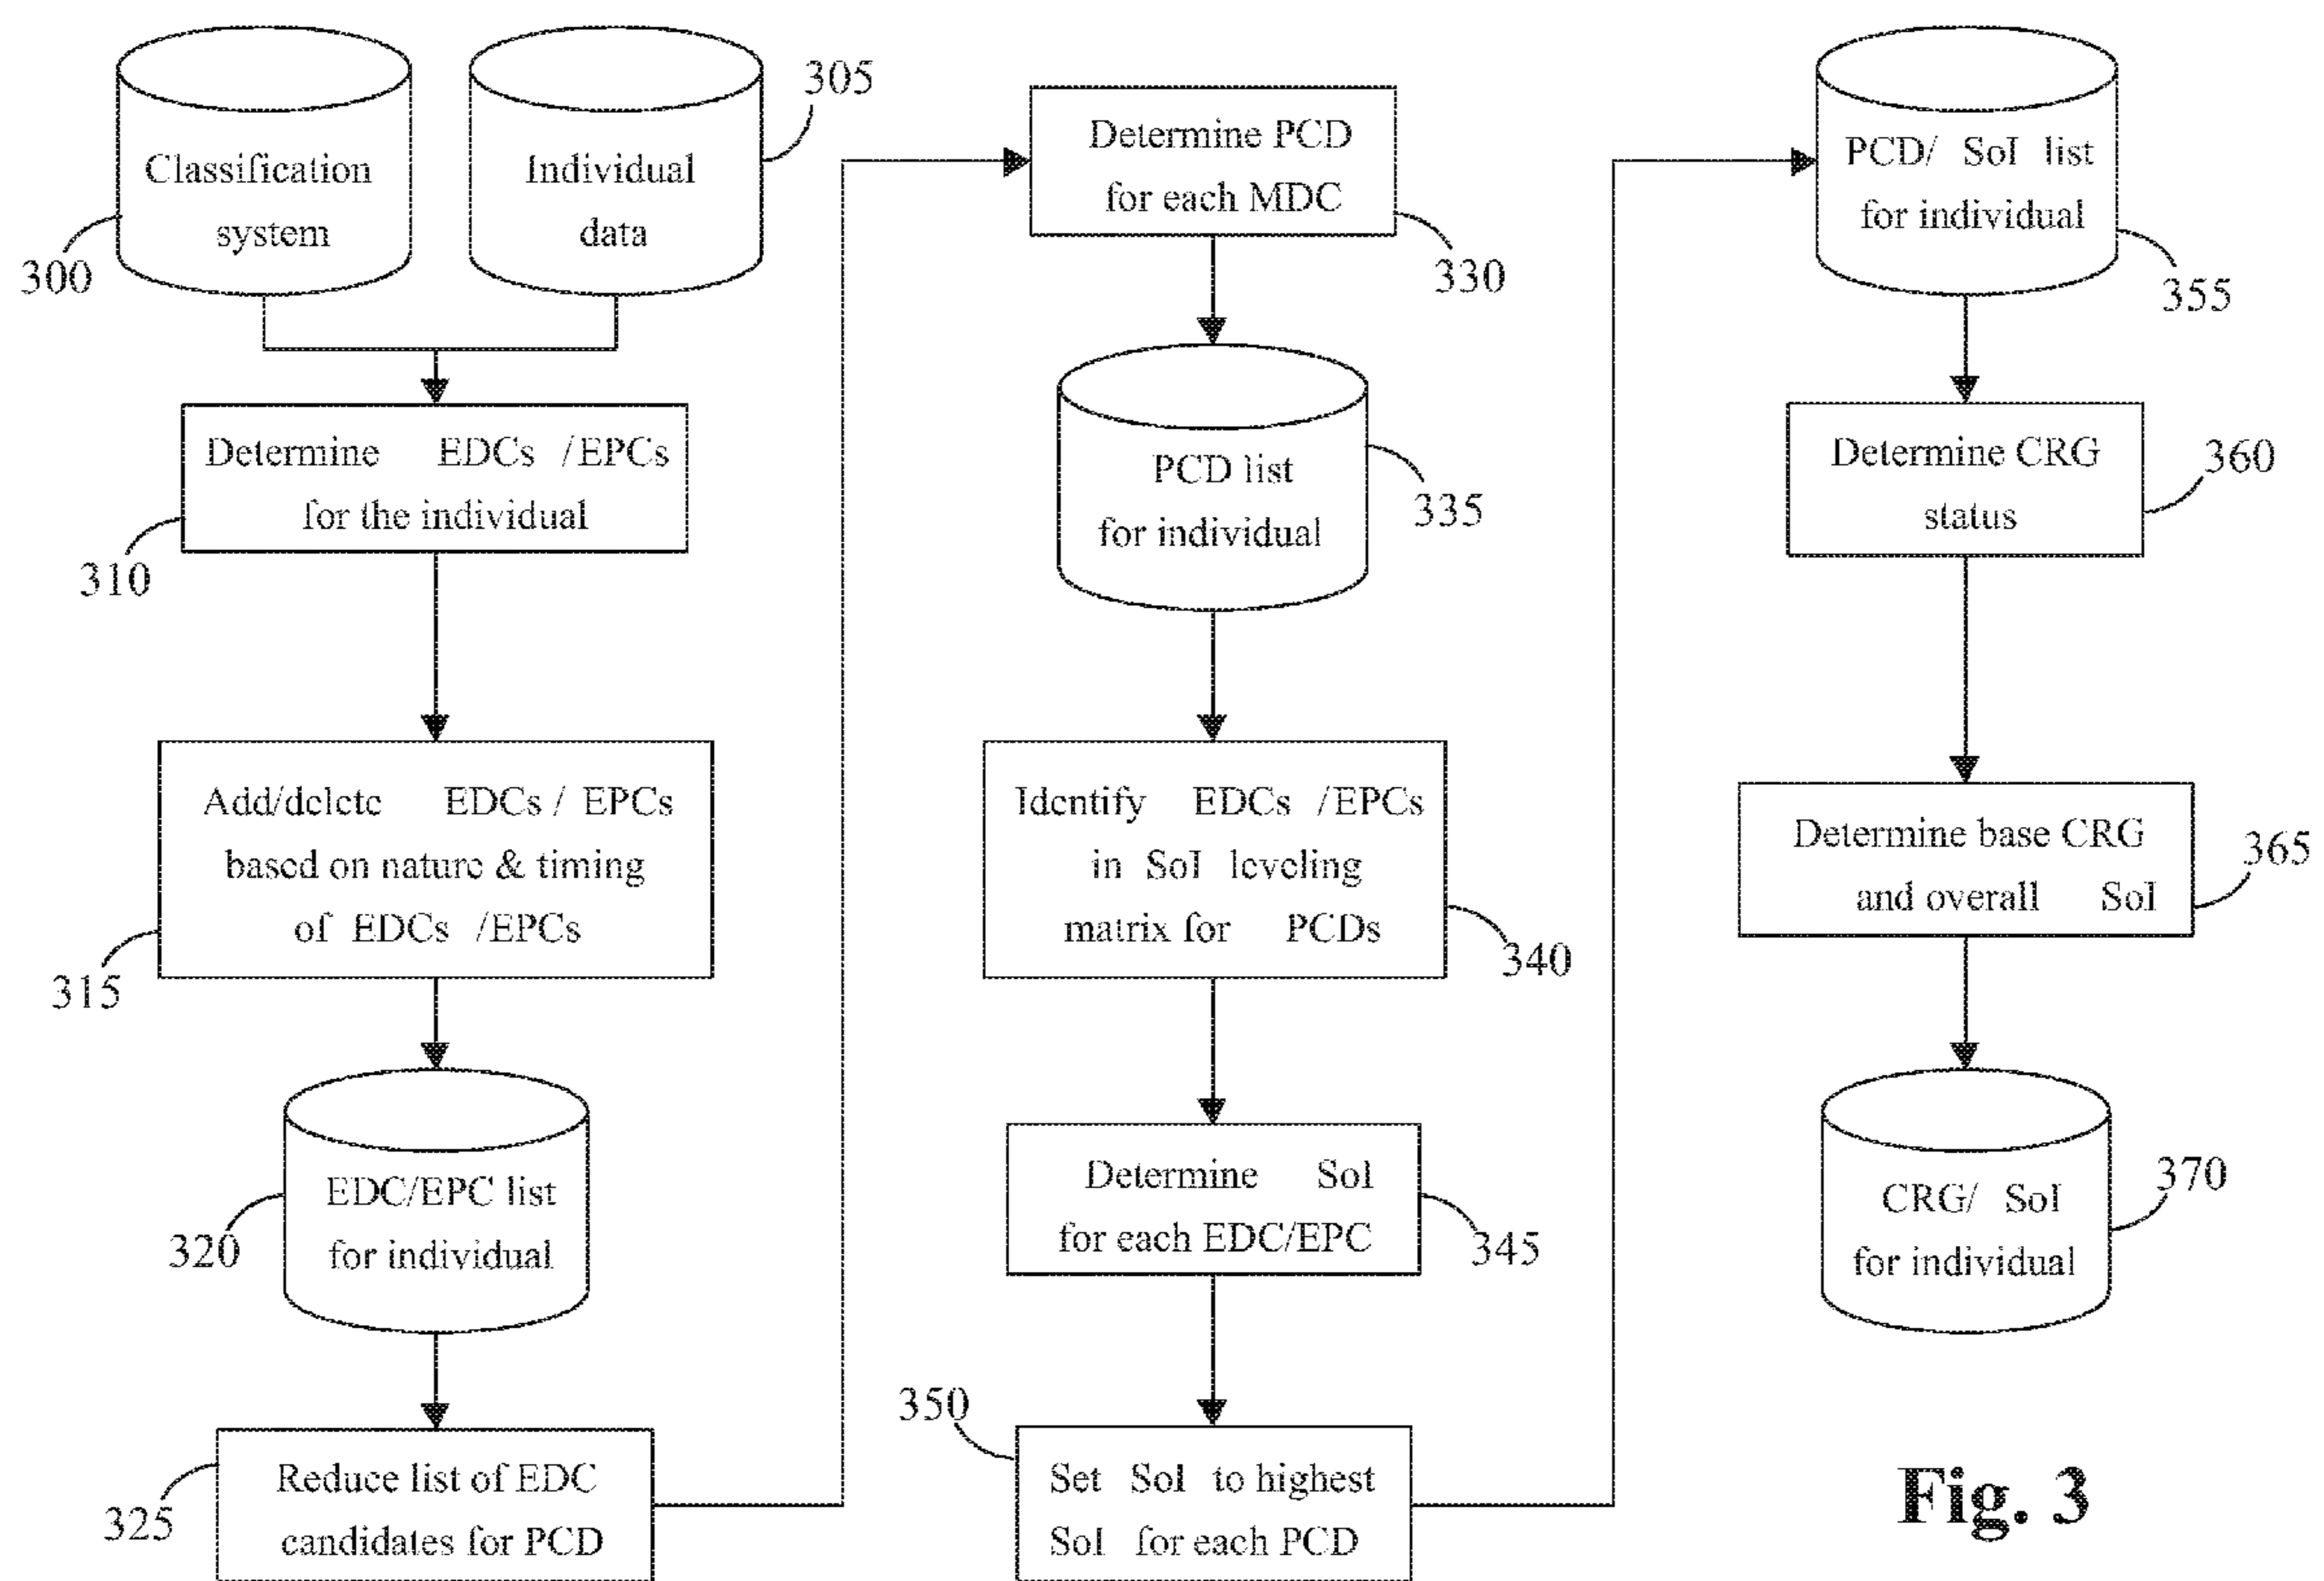 Classification
system
300
Individual
data
305
Determine EDCs /EPCs
for the individual
310
Add/delete EDCs / EPCs
based on nature & timing
of EDCs /EPCs
315
EDC/EPC list
for individual
320
Reduce list of EDC
candidates for PCD
325
Determine PCD
for each MDC
330
PCD list
for individual
335
Identify EDCs /EPCs
in SoI leveling
matrix for PCDs
340
Determine SoI
for each EDC/EPC
345
Set SoI to highest
SoI for each PCD
350
PCD/ SoI list
for individual
355
Determine CRG
status
360
Determine base CRG
and overall SoI
365
CRG/ SoI
for individual
370
Fig. 3